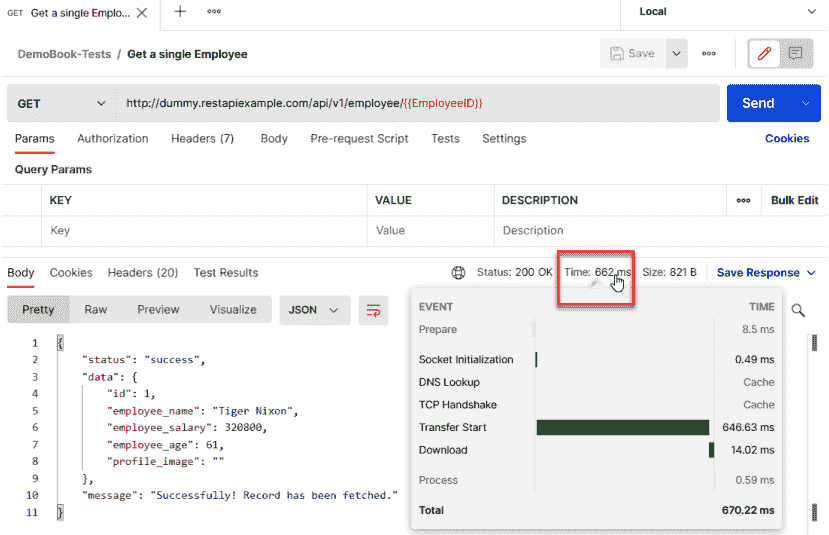 GET Get a single Emplo... Local
DemoBook-Tests / Get a single Employee Save
GET http://dummy.restapiexample.com/api/v1/employee/{{EmployeeID}} Send
Params Authorization Headers (7) Body Pre-request Script Tests Settings Cookies
Query Params
KEY VALUE DESCRIPTION Bulk Edit
Key Value Description
Body Cookies Headers (20) Test Results Status: 200 OK Time: 662 ms Size: 821 B Save Response
Pretty Raw Preview Visualize JSON
1 {
2 "status": "success",
3 "data": {
4 "id": 1,
5 "employee_name": "Tiger Nixon",
6 "employee_salary": 320800,
7 "employee_age": 61,
8 "profile_image": ""
9 },
10 "message": "Successfully! Record has been fetched."
11 }
EVENT TIME
Prepare 8.5 ms
Socket Initialization 0.49 ms
DNS Lookup Cache
TCP Handshake Cache
Transfer Start 646.63 ms
Download 14.02 ms
Process 0.59 ms
Total 670.22 ms